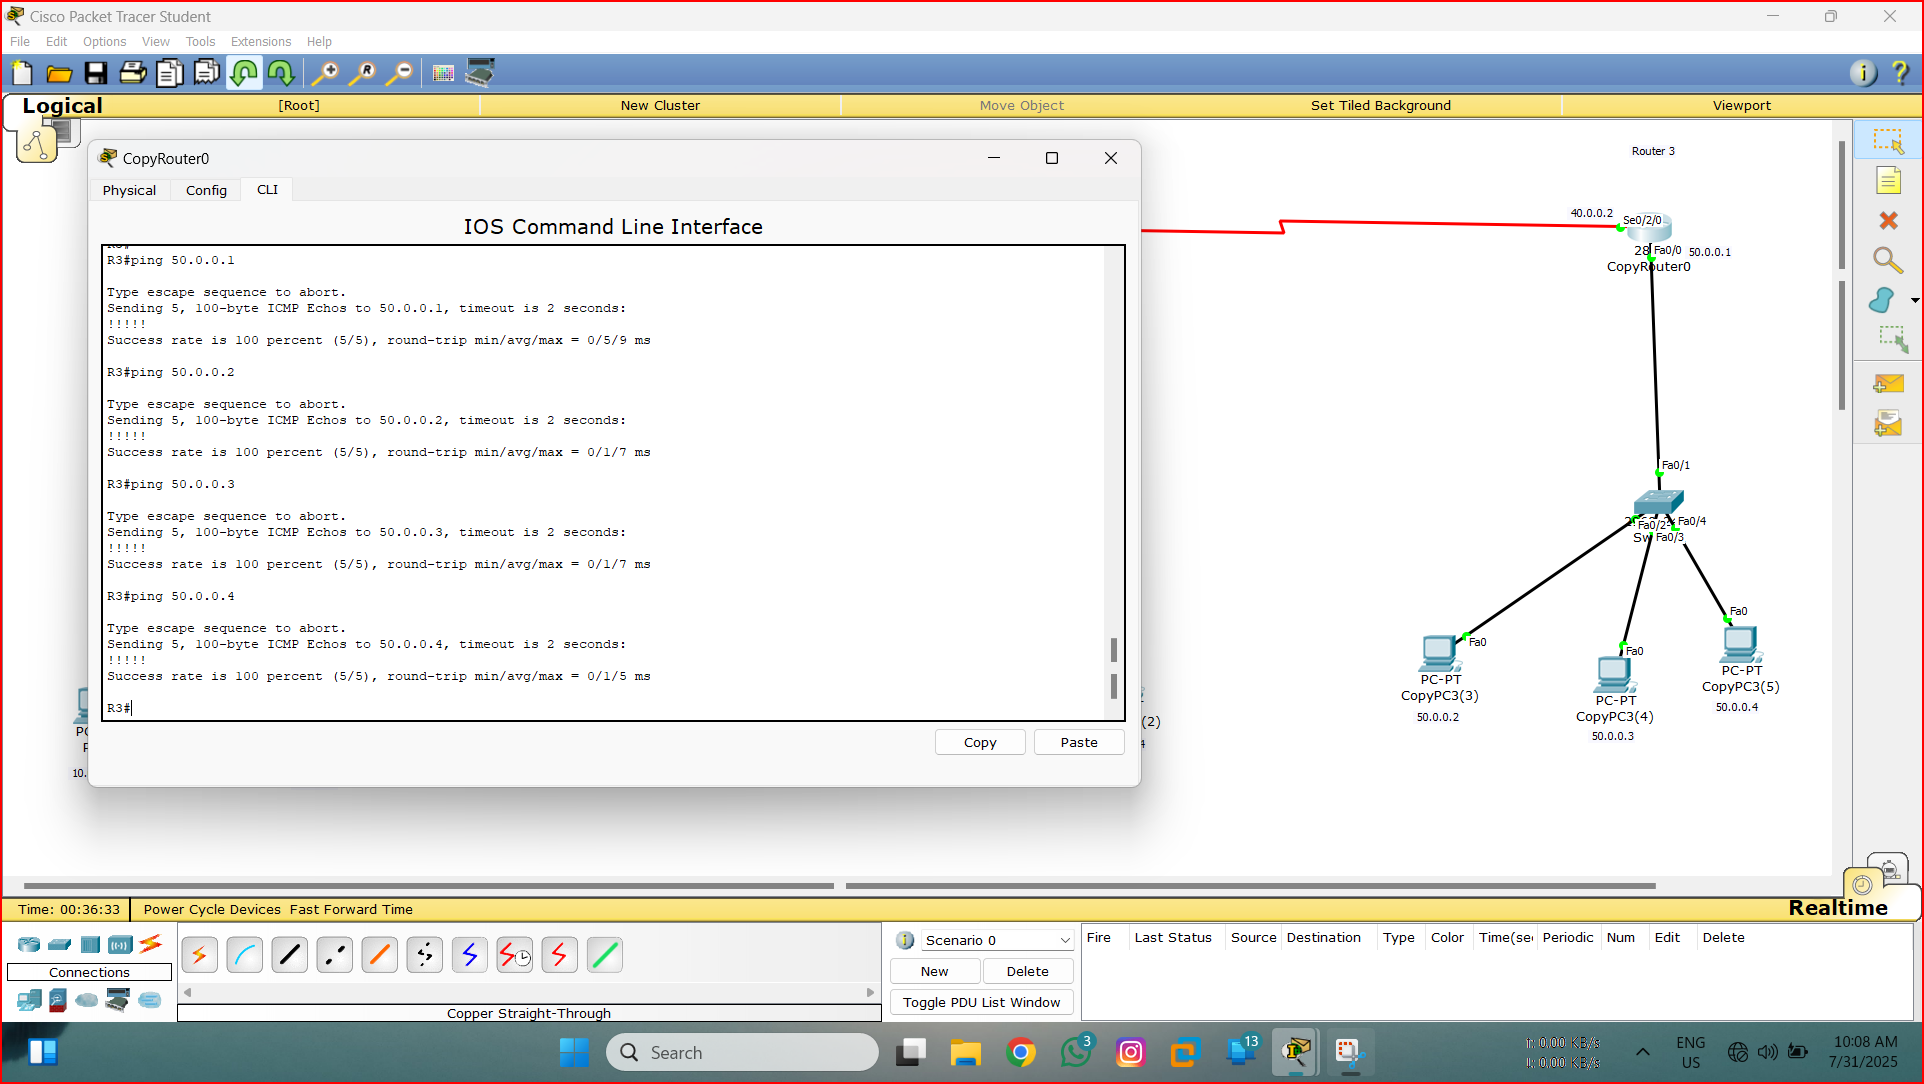 Cisco Packet Tracer Student
File Edit Options View Tools Extensions Help
Logical [Root] New Cluster Move Object Set Tiled Background Viewport
CopyRouter0
Physical Config CLI
IOS Command Line Interface
R3#ping 50.0.0.1
Type escape sequence to abort.
Sending 5, 100-byte ICMP Echos to 50.0.0.1, timeout is 2 seconds:
!!!!!
Success rate is 100 percent (5/5), round-trip min/avg/max = 0/5/9 ms
R3#ping 50.0.0.2
Type escape sequence to abort.
Sending 5, 100-byte ICMP Echos to 50.0.0.2, timeout is 2 seconds:
!!!!!
Success rate is 100 percent (5/5), round-trip min/avg/max = 0/1/7 ms
R3#ping 50.0.0.3
Type escape sequence to abort.
Sending 5, 100-byte ICMP Echos to 50.0.0.3, timeout is 2 seconds:
!!!!!
Success rate is 100 percent (5/5), round-trip min/avg/max = 0/1/7 ms
R3#ping 50.0.0.4
Type escape sequence to abort.
Sending 5, 100-byte ICMP Echos to 50.0.0.4, timeout is 2 seconds:
!!!!!
Success rate is 100 percent (5/5), round-trip min/avg/max = 0/1/5 ms
R3#
Copy Paste
Router 3
40.0.0.2 Se0/2/0
28 Fa0/0 50.0.0.1
CopyRouter0
Fa0/1
Fa0/2 Fa0/4
Sw Fa0/3
Fa0
Fa0
Fa0
PC-PT
CopyPC3(3)
50.0.0.2
PC-PT
CopyPC3(4)
50.0.0.3
PC-PT
CopyPC3(5)
50.0.0.4
(2)
10.
Time: 00:36:33 Power Cycle Devices Fast Forward Time
Realtime
Connections
Copper Straight-Through
Scenario 0
New Delete
Toggle PDU List Window
Fire Last Status Source Destination Type Color Time(sec Periodic Num Edit Delete
Search
3
13
ENG
US
10:08 AM
7/31/2025